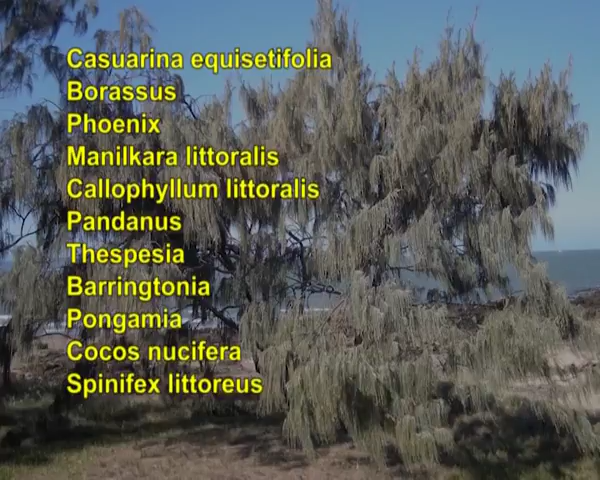 Casuarina equisetifolia
Borassus
Phoenix
Manilkara littoralis
Callophyllum littoralis
Pandanus
Thespesia
Barringtonia
Pongamia
Cocos nucifera
Spinifex littoreus